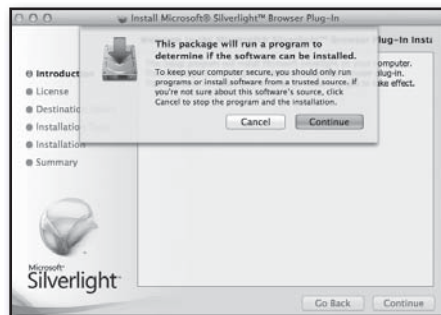 Install Microsoft® Silverlight™ Browser Plug-In
This package will run a program to
determine if the software can be installed.
To keep your computer secure, you should only run
programs or install software from a trusted source. If
you're not sure about this software's source, click
Cancel to stop the program and the installation.
Cancel
Continue
lug-In Insta
omputer.
lug-in.
ake effect.
Introduct
License
Destinatio
Installatio
Installation
Summary
Microsoft®
Silverlight™
Go Back
Continue